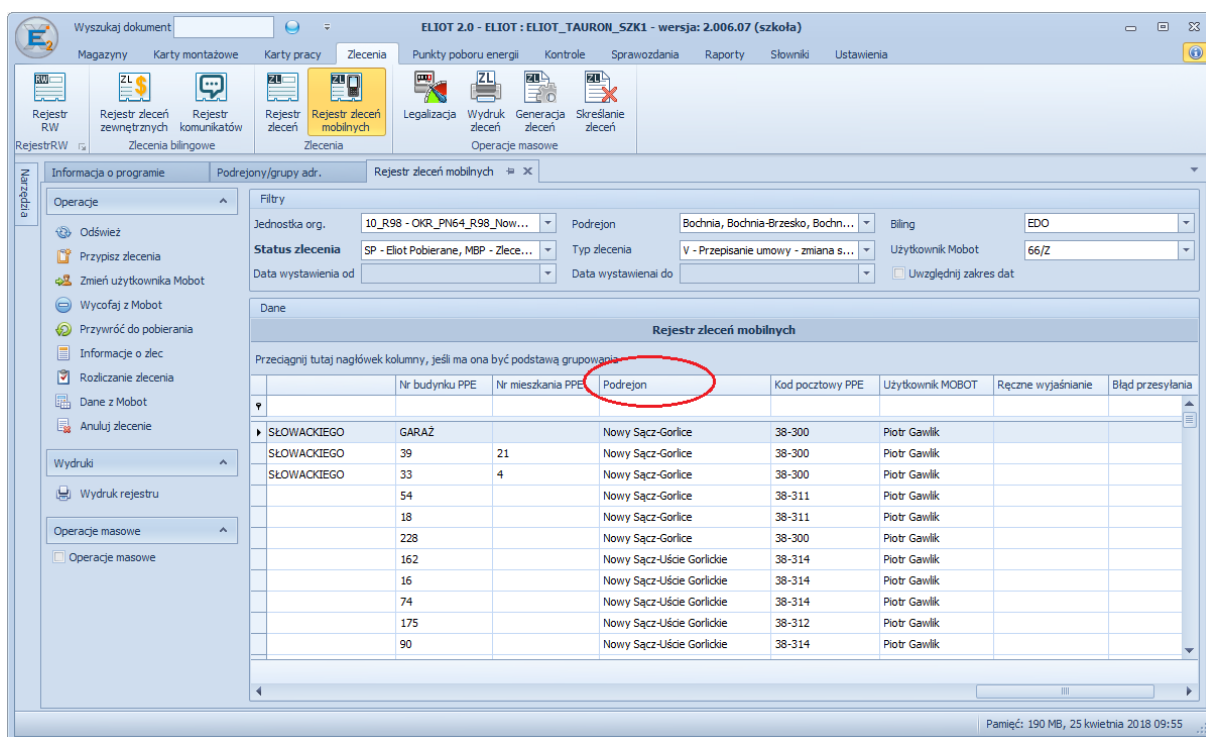 Wyszukaj dokument
ELIOT 2.0 - ELIOT : ELIOT_TAURON_SZK1 - wersja: 2.006.07 (szkoła)
E2
Magazyny Karty montażowe Karty pracy Zlecenia Punkty poboru energii Kontrole Sprawozdania Raporty Słowniki Ustawienia
RW ZL ZL ZL ZL ZL ZL
Rejestr RW
Rejestr zleceń zewnętrznych
Rejestr komunikatów
Rejestr zleceń
Rejestr zleceń mobilnych
Legalizacja
Wydruk zleceń
Generacja zleceń
Skreślanie zleceń
RejestrRW Zlecenia bilingowe Zlecenia Operacje masowe
Narzędzia
Informacja o programie Podrejony/grupy adr. Rejestr zleceń mobilnych
Operacje
Odśwież
Przypisz zlecenia
Zmień użytkownika Mobot
Wycofaj z Mobot
Przywróć do pobierania
Informacje o zlec
Rozliczanie zlecenia
Dane z Mobot
Anuluj zlecenie
Wydruki
Wydruk rejestru
Operacje masowe
Operacje masowe
Filtry
Jednostka org. 10_R98 - OKR_PN64_R98_Now... Podrejon Bochnia, Bochnia-Brzesko, Bochn... Biling EDO
Status zlecenia SP - Eliot Pobierane, MBP - Zlece... Typ zlecenia V - Przepisanie umowy - zmiana s... Użytkownik Mobot 66/Z
Data wystawienia od Data wystawienai do Uwzględnij zakres dat
Dane
Rejestr zleceń mobilnych
Przeciągnij tutaj nagłówek kolumny, jeśli ma ona być podstawą grupowania
Nr budynku PPE Nr mieszkania PPE Podrejon Kod pocztowy PPE Użytkownik MOBOT Ręczne wyjaśnianie Błąd przesyłania
SŁOWACKIEGO GARAŻ Nowy Sącz-Gorlice 38-300 Piotr Gawlik
SŁOWACKIEGO 39 21 Nowy Sącz-Gorlice 38-300 Piotr Gawlik
SŁOWACKIEGO 33 4 Nowy Sącz-Gorlice 38-300 Piotr Gawlik
54 Nowy Sącz-Gorlice 38-311 Piotr Gawlik
18 Nowy Sącz-Gorlice 38-311 Piotr Gawlik
228 Nowy Sącz-Gorlice 38-300 Piotr Gawlik
162 Nowy Sącz-Uście Gorlickie 38-314 Piotr Gawlik
16 Nowy Sącz-Uście Gorlickie 38-314 Piotr Gawlik
74 Nowy Sącz-Uście Gorlickie 38-314 Piotr Gawlik
175 Nowy Sącz-Uście Gorlickie 38-312 Piotr Gawlik
90 Nowy Sącz-Uście Gorlickie 38-314 Piotr Gawlik
Pamięć: 190 MB, 25 kwietnia 2018 09:55